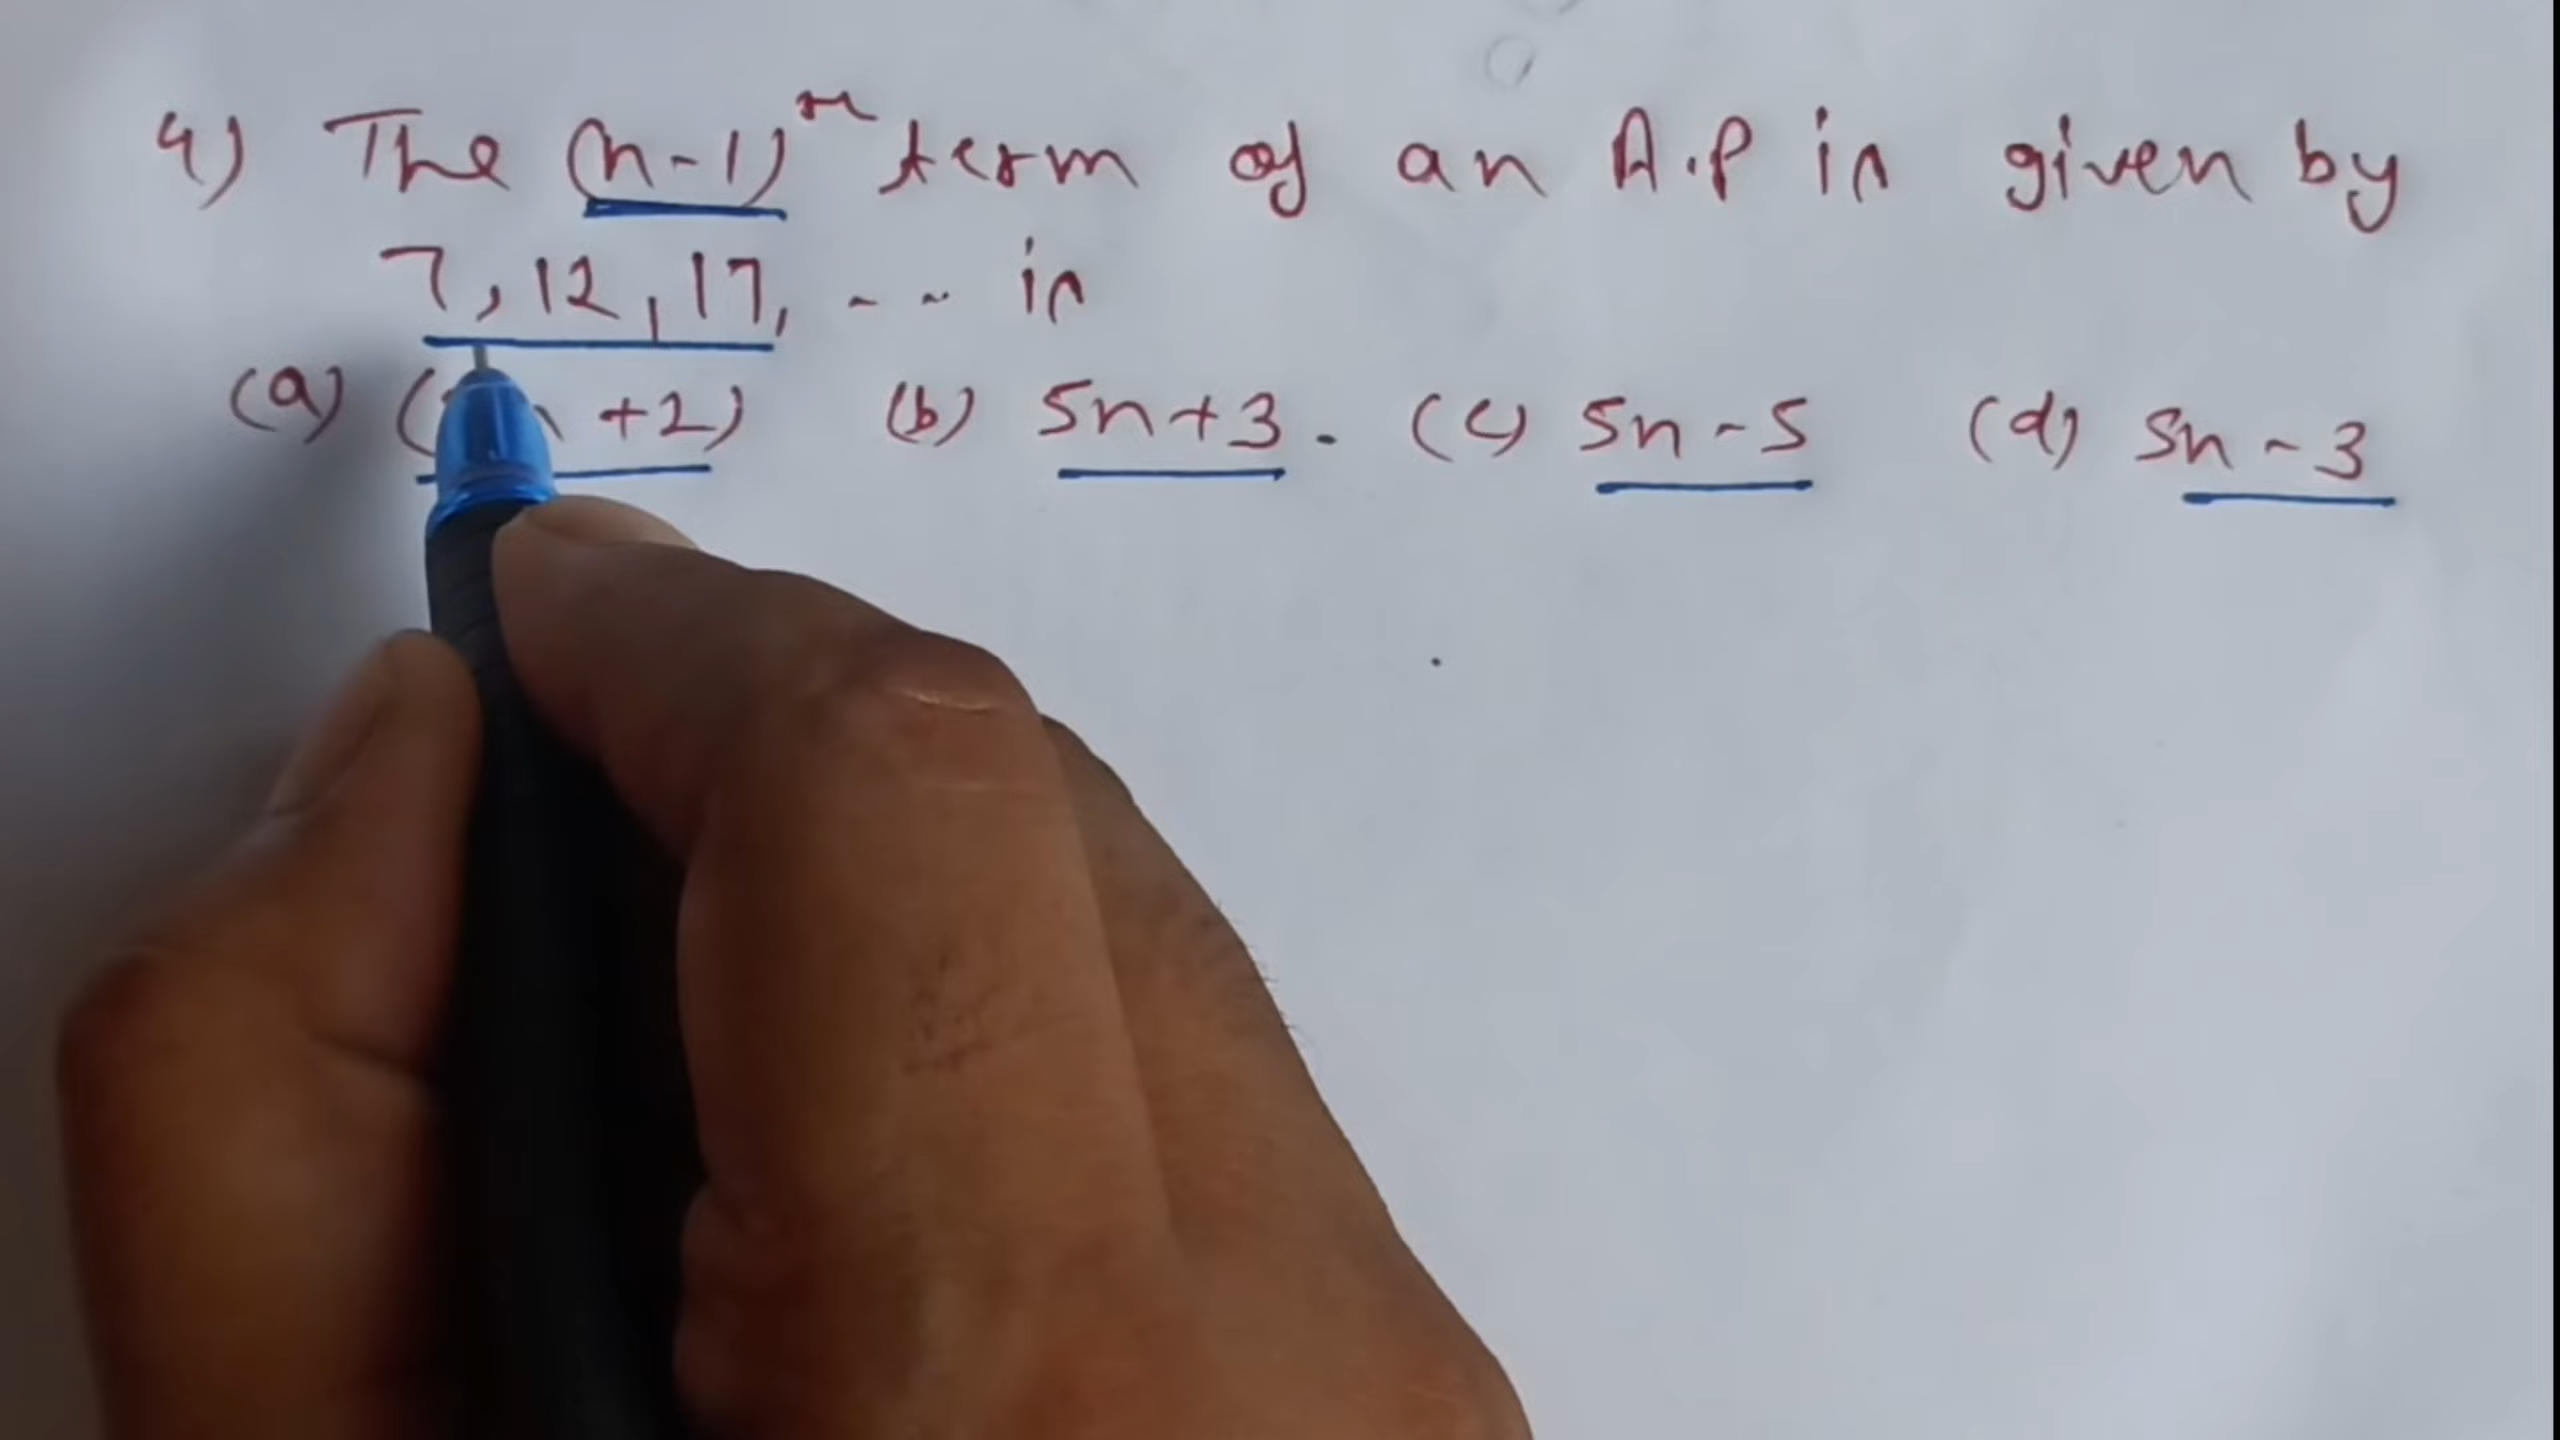 4) The (n-1)th term of an A.P is given by
7, 12, 17, - - is
(a) ( +2) (b) 5n+3. (c) 5n-5 (d) 5n-3